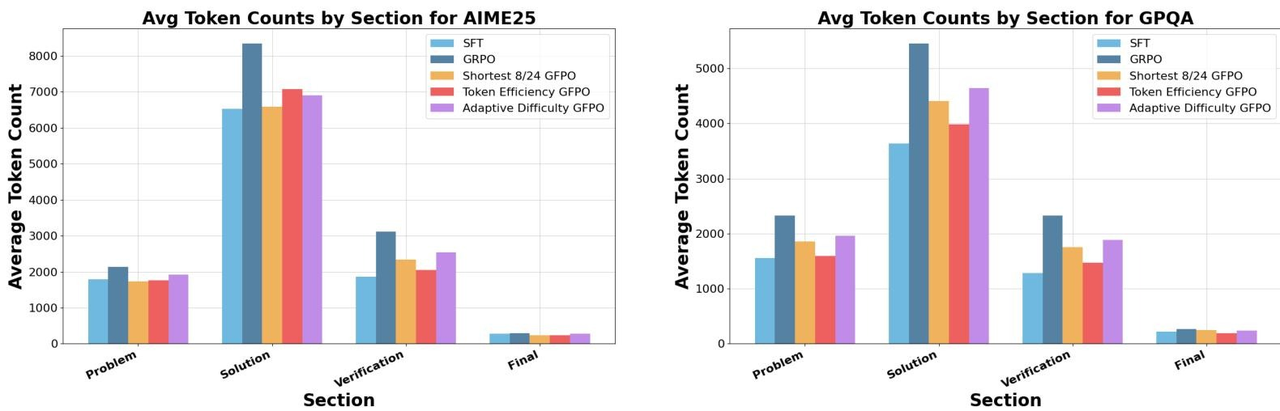 Avg Token Counts by Section for AIME25
Average Token Count
8000
7000
6000
5000
4000
3000
2000
1000
0
SFT
GRPO
Shortest 8/24 GFPO
Token Efficiency GFPO
Adaptive Difficulty GFPO
Problem
Solution
Verification
Final
Section
Avg Token Counts by Section for GPQA
Average Token Count
5000
4000
3000
2000
1000
0
SFT
GRPO
Shortest 8/24 GFPO
Token Efficiency GFPO
Adaptive Difficulty GFPO
Problem
Solution
Verification
Final
Section